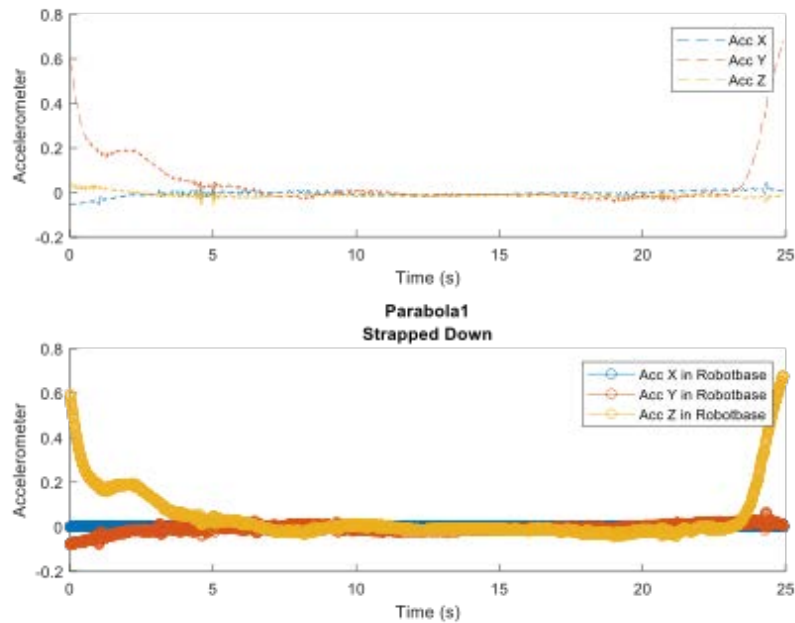 0.8
0.6
0.4
0.2
0
-0.2
Accelerometer
Acc X
Acc Y
Acc Z
0 5 10 15 20 25
Time (s)
Parabola1
Strapped Down
0.8
0.6
0.4
0.2
0
-0.2
Accelerometer
Acc X in Robotbase
Acc Y in Robotbase
Acc Z in Robotbase
0 5 10 15 20 25
Time (s)